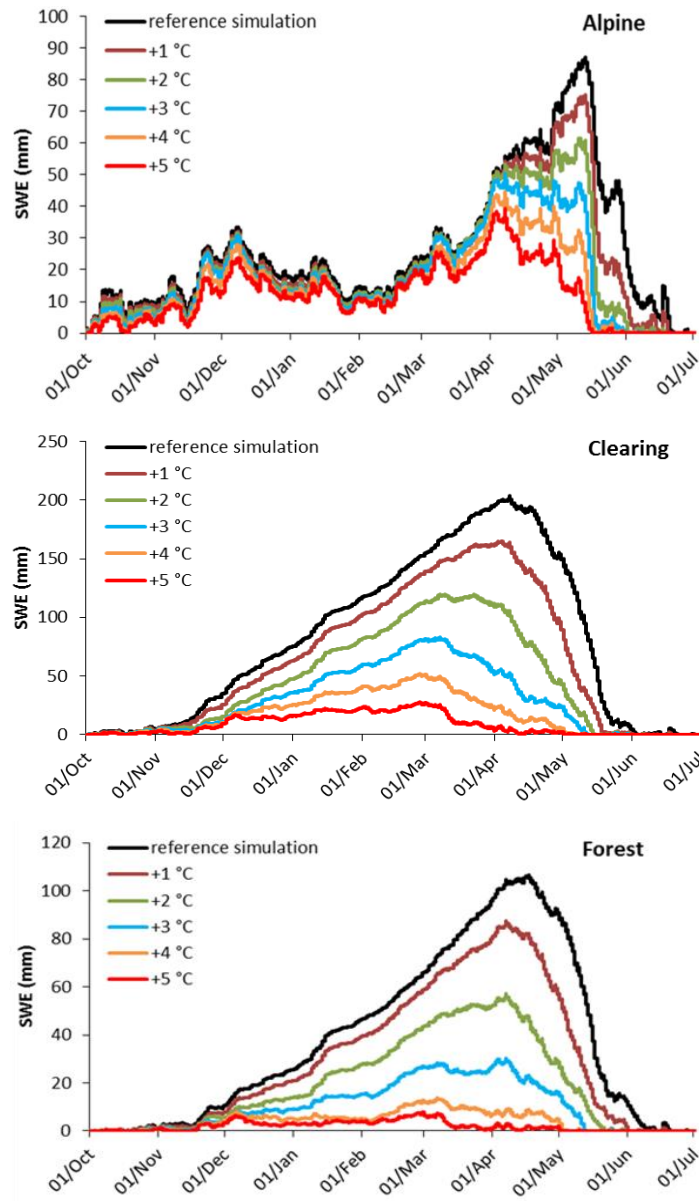 Alpine
SWE (mm)
100
90
80
70
60
50
40
30
20
10
0
reference simulation
+1 °C
+2 °C
+3 °C
+4 °C
+5 °C
01/Oct
01/Nov
01/Dec
01/Jan
01/Feb
01/Mar
01/Apr
01/May
01/Jun
01/Jul
Clearing
SWE (mm)
250
200
150
100
50
0
reference simulation
+1 °C
+2 °C
+3 °C
+4 °C
+5 °C
01/Oct
01/Nov
01/Dec
01/Jan
01/Feb
01/Mar
01/Apr
01/May
01/Jun
01/Jul
Forest
SWE (mm)
120
100
80
60
40
20
0
reference simulation
+1 °C
+2 °C
+3 °C
+4 °C
+5 °C
01/Oct
01/Nov
01/Dec
01/Jan
01/Feb
01/Mar
01/Apr
01/May
01/Jun
01/Jul